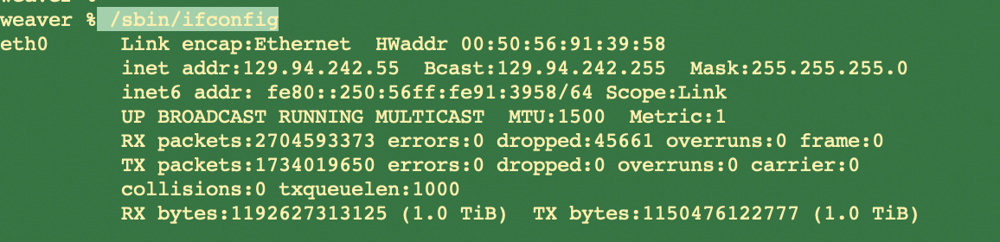 weaver %
weaver % /sbin/ifconfig
eth0 Link encap:Ethernet HWaddr 00:50:56:91:39:58
inet addr:129.94.242.55 Bcast:129.94.242.255 Mask:255.255.255.0
inet6 addr: fe80::250:56ff:fe91:3958/64 Scope:Link
UP BROADCAST RUNNING MULTICAST MTU:1500 Metric:1
RX packets:2704593373 errors:0 dropped:45661 overruns:0 frame:0
TX packets:1734019650 errors:0 dropped:0 overruns:0 carrier:0
collisions:0 txqueuelen:1000
RX bytes:1192627313125 (1.0 TiB) TX bytes:1150476122777 (1.0 TiB)